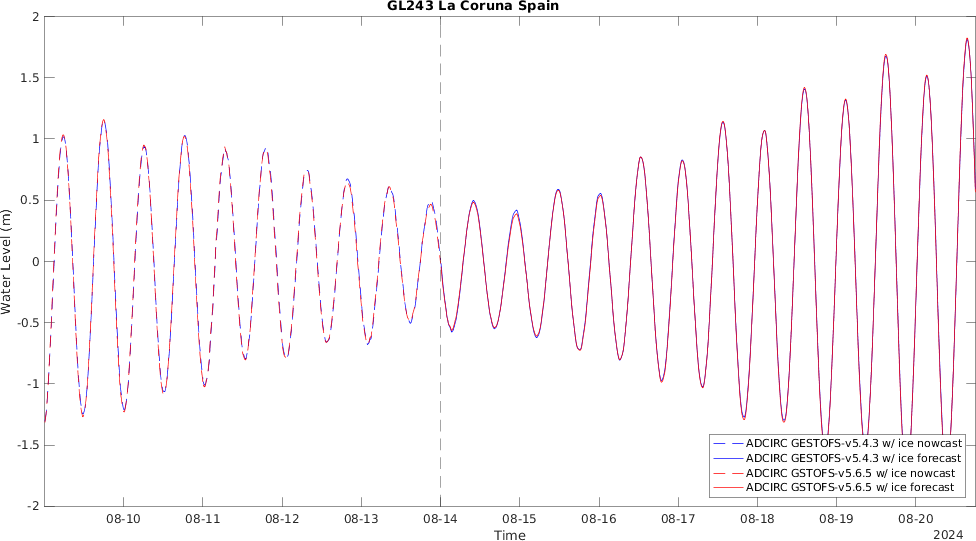 GL243 La Coruna Spain
2
1.5
1
0.5
0
-0.5
-1
-1.5
-2
Water Level (m)
ADCIRC GESTOFS-v5.4.3 w/ ice nowcast
ADCIRC GESTOFS-v5.4.3 w/ ice forecast
ADCIRC GSTOFS-v5.6.5 w/ ice nowcast
ADCIRC GSTOFS-v5.6.5 w/ ice forecast
08-10 08-11 08-12 08-13 08-14 08-15 08-16 08-17 08-18 08-19 08-20
Time
2024